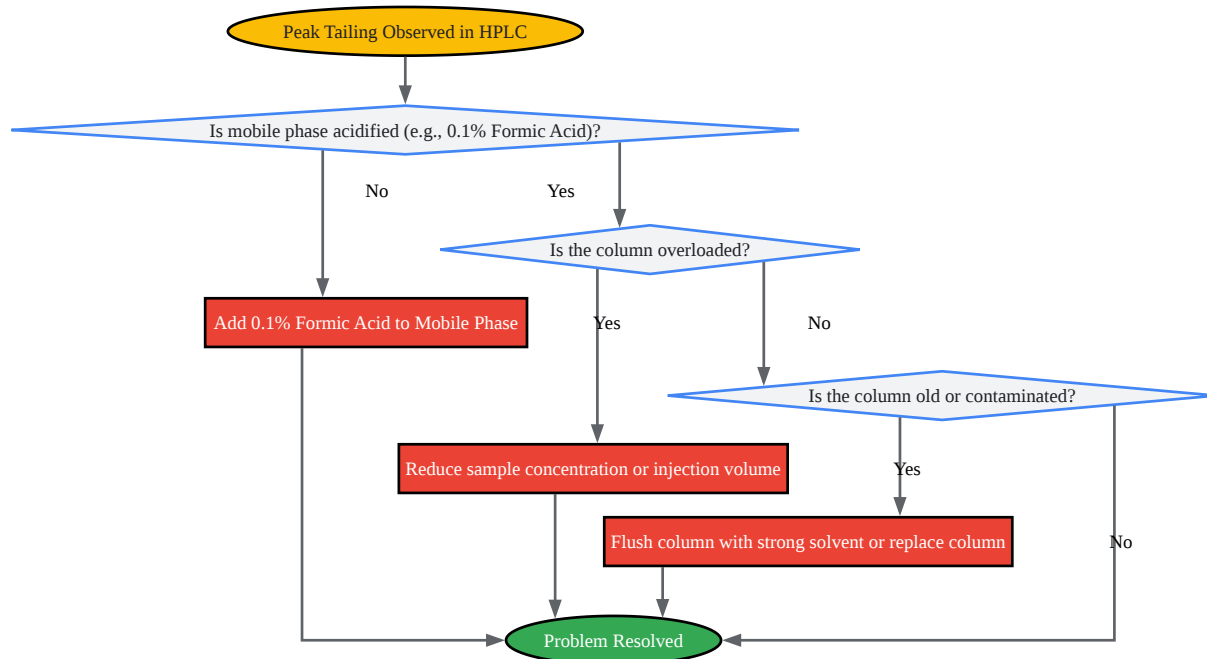 Peak Tailing Observed in HPLC
Is mobile phase acidified (e.g., 0.1% Formic Acid)?
No
Yes
Is the column overloaded?
Add 0.1% Formic Acid to Mobile Phase
Yes
No
Is the column old or contaminated?
Reduce sample concentration or injection volume
Yes
Flush column with strong solvent or replace column
No
Problem Resolved